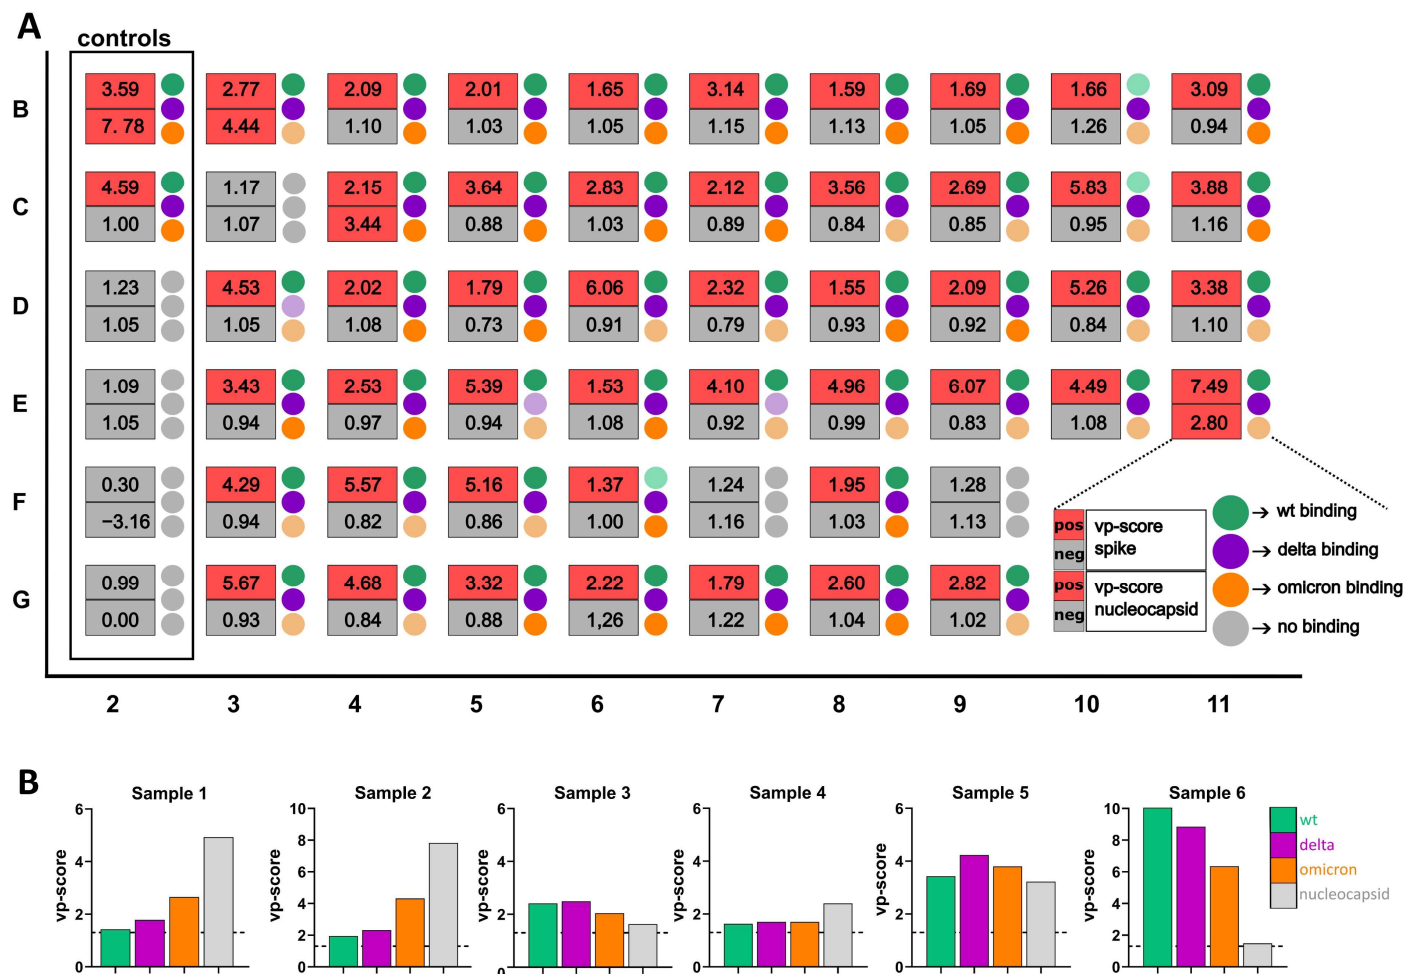 A
controls
B
3.59 2.77 2.09 2.01 1.65 3.14 1.59 1.69 1.66 3.09
7. 78 4.44 1.10 1.03 1.05 1.15 1.13 1.05 1.26 0.94
C
4.59 1.17 2.15 3.64 2.83 2.12 3.56 2.69 5.83 3.88
1.00 1.07 3.44 0.88 1.03 0.89 0.84 0.85 0.95 1.16
D
1.23 4.53 2.02 1.79 6.06 2.32 1.55 2.09 5.26 3.38
1.05 1.05 1.08 0.73 0.91 0.79 0.93 0.92 0.84 1.10
E
1.09 3.43 2.53 5.39 1.53 4.10 4.96 6.07 4.49 7.49
1.05 0.94 0.97 0.94 1.08 0.92 0.99 0.83 1.08 2.80
F
0.30 4.29 5.57 5.16 1.37 1.24 1.95 1.28
−3.16 0.94 0.82 0.86 1.00 1.16 1.03 1.13
G
0.99 5.67 4.68 3.32 2.22 1.79 2.60 2.82
0.00 0.93 0.84 0.88 1,26 1.22 1.04 1.02
pos vp-score
neg spike
pos vp-score
neg nucleocapsid
→ wt binding
→ delta binding
→ omicron binding
→ no binding
2 3 4 5 6 7 8 9 10 11
B
Sample 1
vp-score
6
4
2
0
Sample 2
vp-score
10
8
6
4
2
0
Sample 3
vp-score
6
4
2
0
Sample 4
vp-score
6
4
2
0
Sample 5
vp-score
6
4
2
0
Sample 6
vp-score
10
8
6
4
2
0
wt
delta
omicron
nucleocapsid